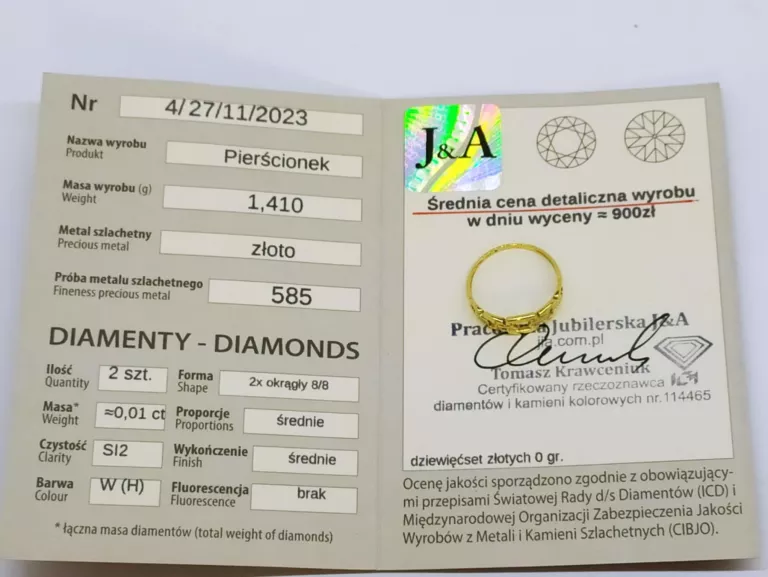 Nr 4/27/11/2023
Nazwa wyrobu
Produkt
Pierścionek
Masa wyrobu (g)
Weight
1,410
Metal szlachetny
Precious metal
złoto
Próba metalu szlachetnego
Fineness precious metal
585
DIAMENTY - DIAMONDS
Ilość
Quantity
2 szt.
Forma
Shape
2x okrągły 8/8
Masa*
Weight
≈0,01 ct
Proporcje
Proportions
średnie
Czystość
Clarity
SI2
Wykończenie
Finish
średnie
Barwa
Colour
W (H)
Fluorescencja
Fluorescence
brak
* łączna masa diamentów (total weight of diamonds)
J&A
Średnia cena detaliczna wyrobu
w dniu wyceny ≈ 900zł
Jubilerska J&A
.com.pl
Tomasz Krawceniuk
Certyfikowany rzeczoznawca
diamentów i kamieni kolorowych nr.114465
dziewięćset złotych 0 gr.
Ocenę jakości sporządzono zgodnie z obowiązujący-
mi przepisami Światowej Rady d/s Diamentów (ICD) i
Międzynarodowej Organizacji Zabezpieczenia Jakości
Wyrobów z Metali i Kamieni Szlachetnych (CIBJO).